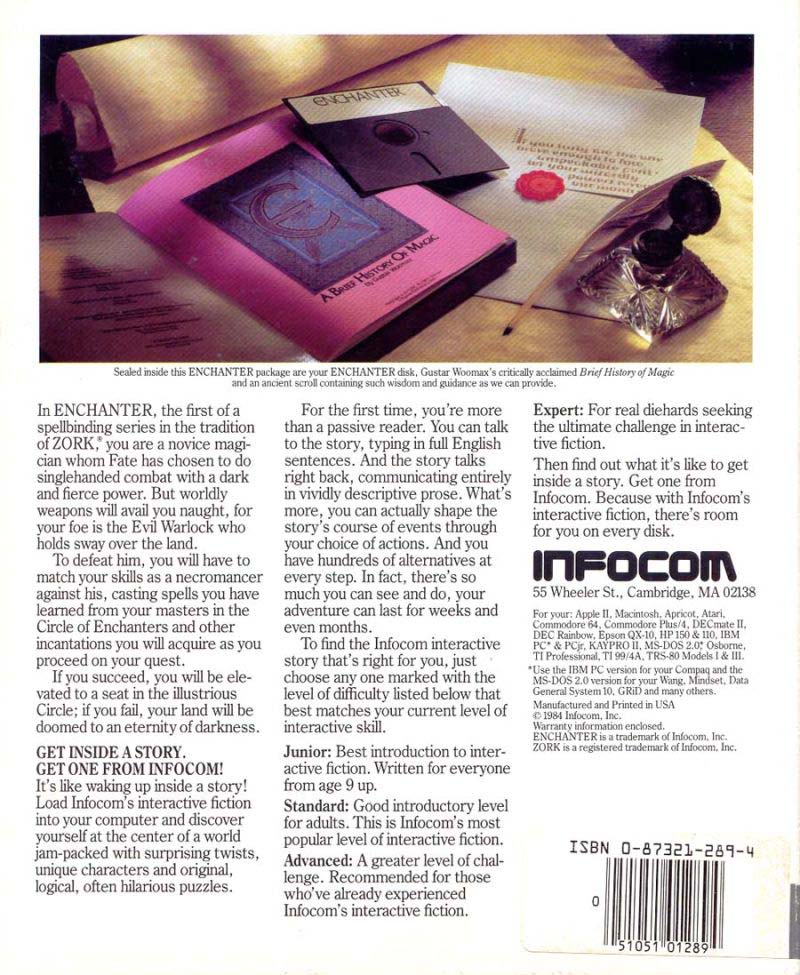 ENCHANTER
If you truly are the one
brave enough to face
unspeakable peril,
let your wizardly
A BRIEF HISTORY OF MAGIC
Sealed inside this ENCHANTER package are your ENCHANTER disk, Gustar Woomax's critically acclaimed Brief History of Magic
and an ancient scroll containing such wisdom and guidance as we can provide.
In ENCHANTER, the first of a
spellbinding series in the tradition
of ZORK,® you are a novice magi-
cian whom Fate has chosen to do
singlehanded combat with a dark
and fierce power. But worldly
weapons will avail you naught, for
your foe is the Evil Warlock who
holds sway over the land.
To defeat him, you will have to
match your skills as a necromancer
against his, casting spells you have
learned from your masters in the
Circle of Enchanters and other
incantations you will acquire as you
proceed on your quest.
If you succeed, you will be ele-
vated to a seat in the illustrious
Circle; if you fail, your land will be
doomed to an eternity of darkness.
GET INSIDE A STORY.
GET ONE FROM INFOCOM!
It's like waking up inside a story!
Load Infocom's interactive fiction
into your computer and discover
yourself at the center of a world
jam-packed with surprising twists,
unique characters and original,
logical, often hilarious puzzles.
For the first time, you're more
than a passive reader. You can talk
to the story, typing in full English
sentences. And the story talks
right back, communicating entirely
in vividly descriptive prose. What's
more, you can actually shape the
story's course of events through
your choice of actions. And you
have hundreds of alternatives at
every step. In fact, there's so
much you can see and do, your
adventure can last for weeks and
even months.
To find the Infocom interactive
story that's right for you, just
choose any one marked with the
level of difficulty listed below that
best matches your current level of
interactive skill.
Junior: Best introduction to inter-
active fiction. Written for everyone
from age 9 up.
Standard: Good introductory level
for adults. This is Infocom's most
popular level of interactive fiction.
Advanced: A greater level of chal-
lenge. Recommended for those
who've already experienced
Infocom's interactive fiction.
Expert: For real diehards seeking
the ultimate challenge in interac-
tive fiction.
Then find out what it's like to get
inside a story. Get one from
Infocom. Because with Infocom's
interactive fiction, there's room
for you on every disk.
INFOCOM
55 Wheeler St., Cambridge, MA 02138
For your: Apple II, Macintosh, Apricot, Atari,
Commodore 64, Commodore Plus/4, DECmate II,
DEC Rainbow, Epson QX-10, HP 150 & 110, IBM
PC* & PCjr, KAYPRO II, MS-DOS 2.0,* Osborne,
TI Professional, TI 99/4A, TRS-80 Models I & III.
*Use the IBM PC version for your Compaq and the
MS-DOS 2.0 version for your Wang, Mindset, Data
General System 10, GRiD and many others.
Manufactured and Printed in USA
© 1984 Infocom, Inc.
Warranty information enclosed.
ENCHANTER is a trademark of Infocom, Inc.
ZORK is a registered trademark of Infocom, Inc.
ISBN 0-87321-289-4
0
51051 01289